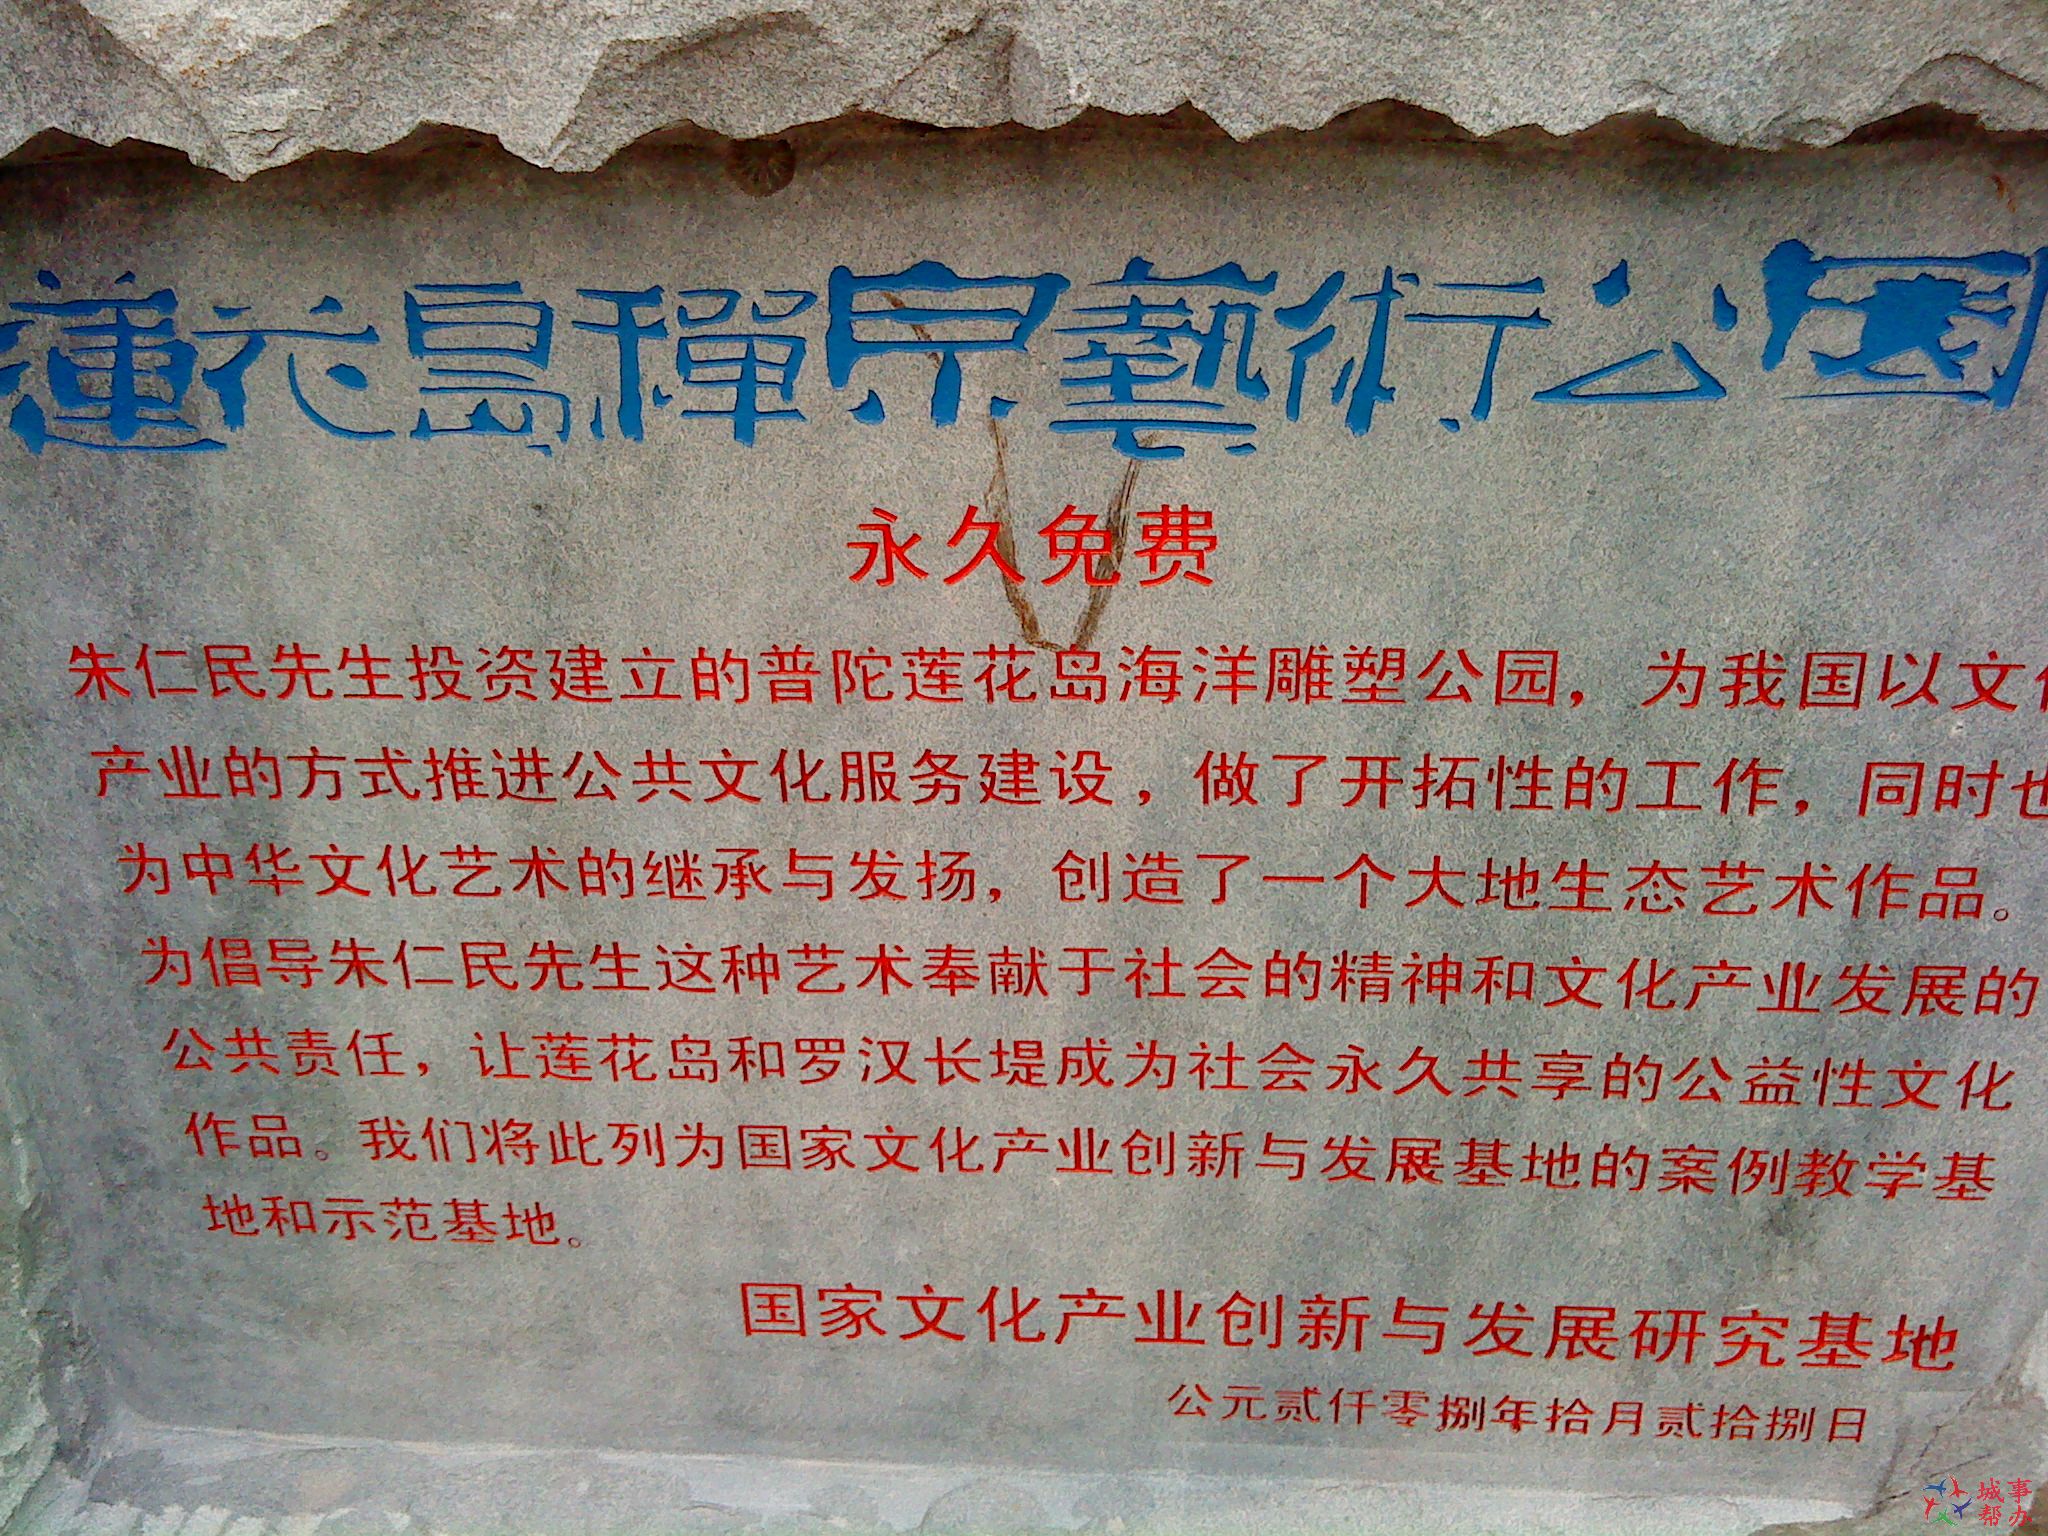 蓮花島禪宗藝術公園
永久免费
朱仁民先生投资建立的普陀莲花岛海洋雕塑公园，为我国以文化
产业的方式推进公共文化服务建设，做了开拓性的工作，同时也
为中华文化艺术的继承与发扬，创造了一个大地生态艺术作品。
为倡导朱仁民先生这种艺术奉献于社会的精神和文化产业发展的
公共责任，让莲花岛和罗汉长堤成为社会永久共享的公益性文化
作品。我们将此列为国家文化产业创新与发展基地的案例教学基
地和示范基地。
国家文化产业创新与发展研究基地
公元贰仟零捌年拾月贰拾捌日
城事
帮办